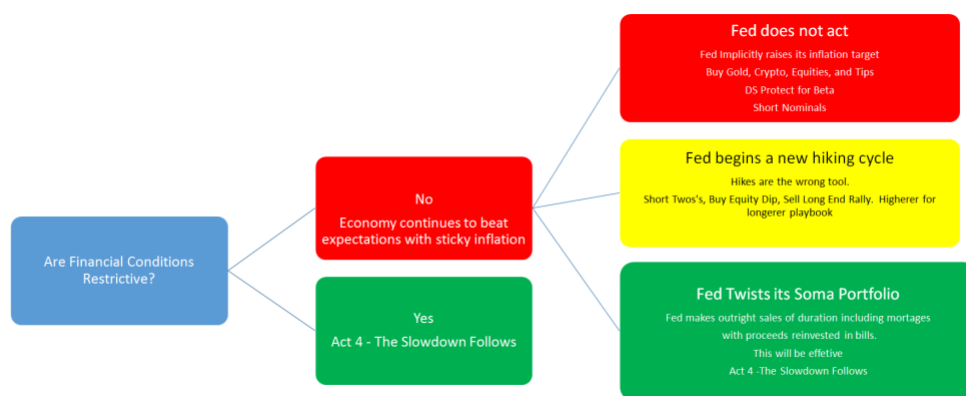 Are Financial Conditions
Restrictive?
No
Economy continues to beat
expectations with sticky inflation
Yes
Act 4 - The Slowdown Follows
Fed does not act
Fed Implicitly raises its inflation target
Buy Gold, Crypto, Equities, and Tips
DS Protect for Beta
Short Nominals
Fed begins a new hiking cycle
Hikes are the wrong tool.
Short Twos's, Buy Equity Dip, Sell Long End Rally. Higherer for
longerer playbook
Fed Twists its Soma Portfolio
Fed makes outright sales of duration including mortages
with proceeds reinvested in bills.
This will be effetive
Act 4 -The Slowdown Follows